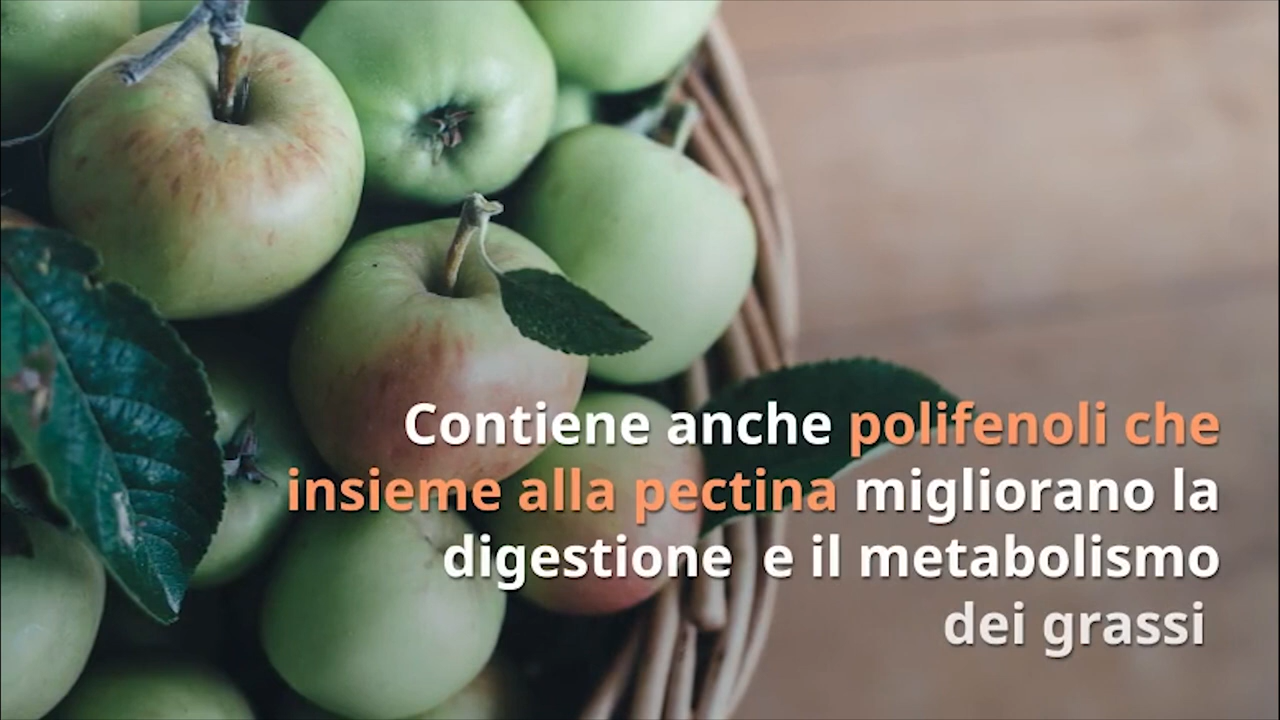 Contiene anche polifenoli che
insieme alla pectina migliorano la
digestione e il metabolismo
dei grassi